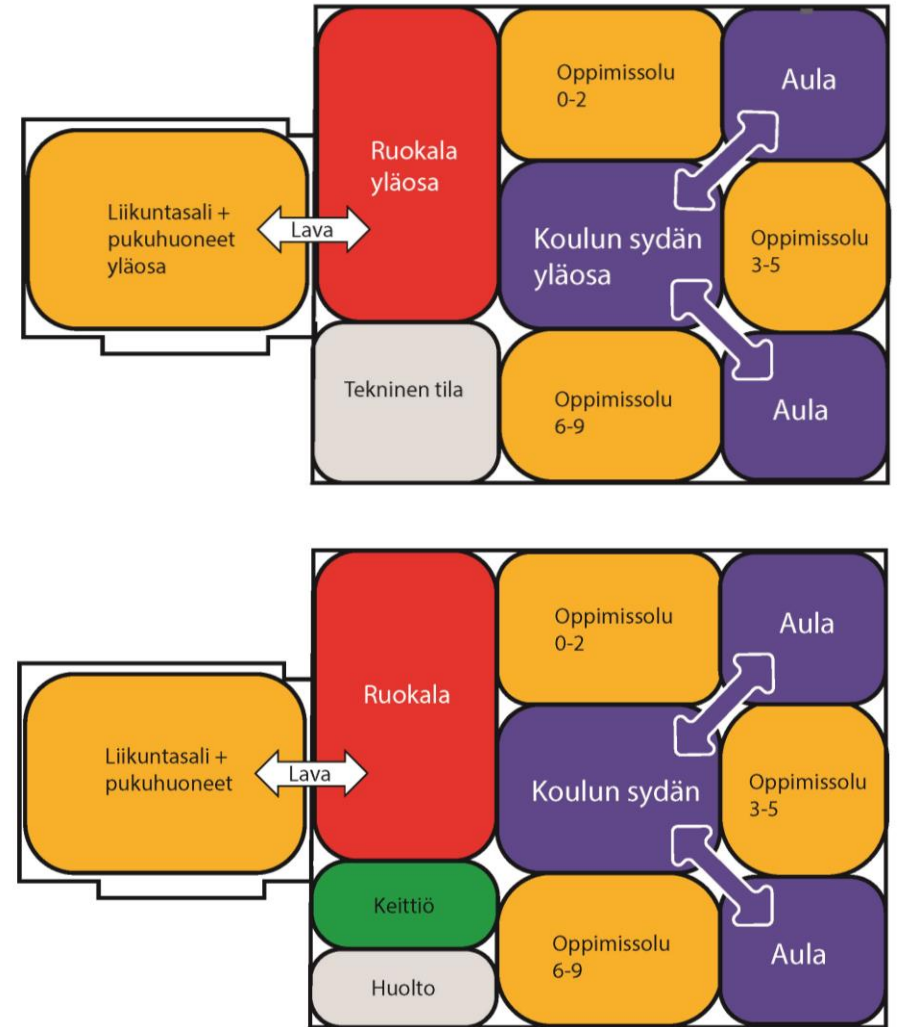 Oppimissolu
0-2
Aula
Ruokala
yläosa
Liikuntasali +
pukuhuoneet
yläosa
Lava
Koulun sydän
yläosa
Oppimissolu
3-5
Tekninen tila
Oppimissolu
6-9
Aula
Oppimissolu
0-2
Aula
Ruokala
Liikuntasali +
pukuhuoneet
Lava
Koulun sydän
Oppimissolu
3-5
Keittiö
Oppimissolu
6-9
Aula
Huolto